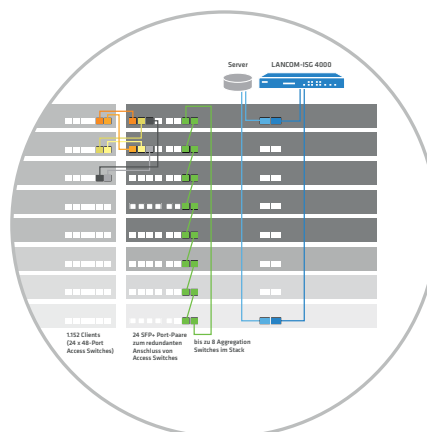 Server
LANCOM-ISG 4000
1.152 Clients
(24 x 48-Port
Access Switches)
24 SFP+ Port-Paare
zum redundanten
Anschluss von
Access Switches
bis zu 8 Aggregation
Switches im Stack